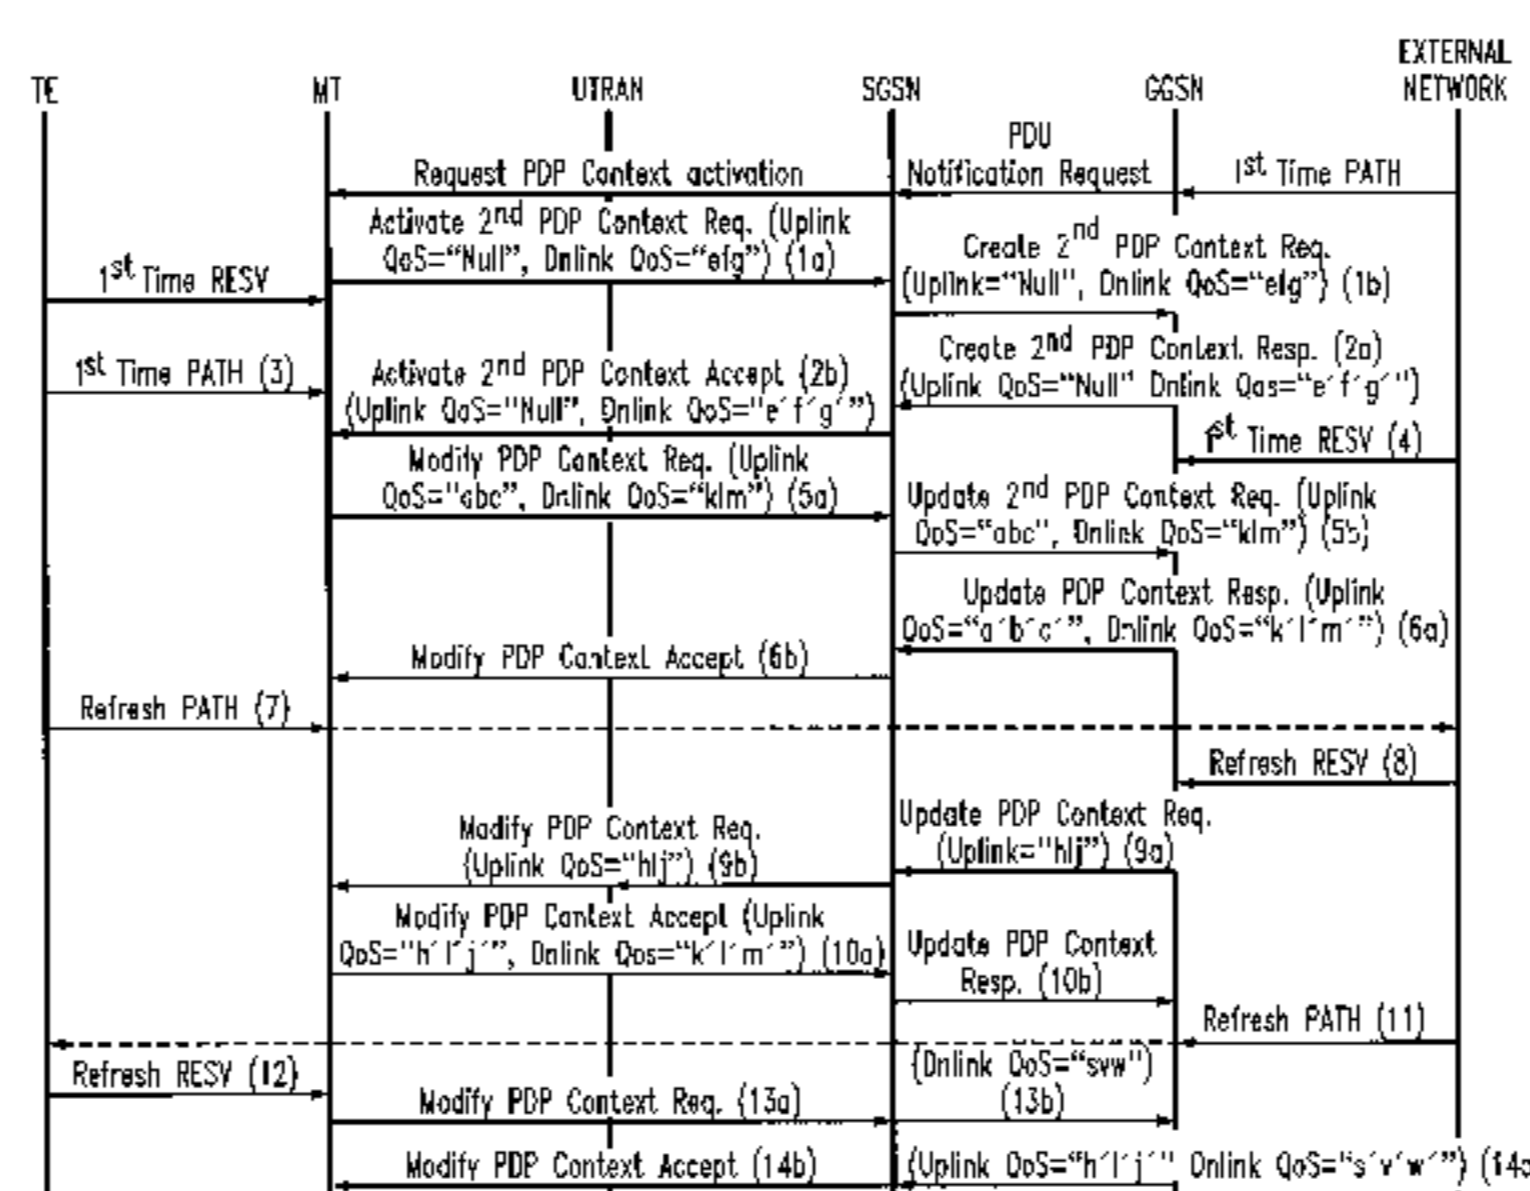 EXTERNAL
TE MT UTRAN SGSN GGSN NETWORK
PDU
Request PDP Context activation Notification Request 1st Time PATH
Activate 2nd PDP Context Req. (Uplink
QoS="Null", Dnlink QoS="efg") (1a)
Create 2nd PDP Context Req.
(Uplink="Null", Dnlink QoS="efg") (1b)
1st Time RESV
Create 2nd PDP Context Resp. (2a)
(Uplink QoS="Null" Dnlink Qos="e´f´g´")
1st Time PATH (3)
Activate 2nd PDP Context Accept (2b)
(Uplink QoS="Null", Dnlink QoS="e´f´g´")
1st Time RESV (4)
Modify PDP Context Req. (Uplink
QoS="abc", Dnlink QoS="klm") (5a)
Update 2nd PDP Context Req. (Uplink
QoS="abc", Dnlink QoS="klm") (5b)
Update PDP Context Resp. (Uplink
QoS="a´b´c´", Dnlink QoS="k´l´m´") (6a)
Modify PDP Context Accept (6b)
Refresh PATH (7)
Refresh RESV (8)
Update PDP Context Req.
(Uplink="hij") (9a)
Modify PDP Context Req.
(Uplink QoS="hij") (9b)
Modify PDP Context Accept (Uplink
QoS="h´i´j´", Dnlink Qos="k´l´m´") (10a)
Update PDP Context
Resp. (10b)
Refresh PATH (11)
Refresh RESV (12)
(Dnlink QoS="svw")
(13b)
Modify PDP Context Req. (13a)
Modify PDP Context Accept (14b)
(Uplink QoS="h´i´j´" Dnlink QoS="s´v´w´") (14a